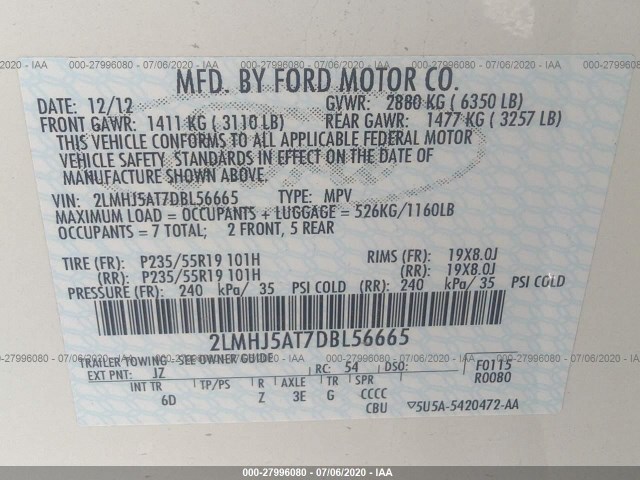 000-27996080 - 07/06/2020 - IAA
MFD. BY FORD MOTOR CO.
DATE: 12/12 GVWR: 2880 KG ( 6350 LB)
FRONT GAWR: 1411 KG ( 3110 LB) REAR GAWR: 1477 KG ( 3257 LB)
THIS VEHICLE CONFORMS TO ALL APPLICABLE FEDERAL MOTOR
VEHICLE SAFETY STANDARDS IN EFFECT ON THE DATE OF
MANUFACTURE SHOWN ABOVE.
VIN: 2LMHJ5AT7DBL56665 TYPE: MPV
MAXIMUM LOAD = OCCUPANTS + LUGGAGE = 526KG/1160LB
OCCUPANTS = 7 TOTAL; 2 FRONT, 5 REAR
TIRE (FR): P235/55R19 101H RIMS (FR): 19X8.0J
(RR): P235/55R19 101H (RR): 19X8.0J
PRESSURE (FR): 240 kPa/ 35 PSI COLD (RR): 240 kPa/ 35 PSI COLD
2LMHJ5AT7DBL56665
TRAILER TOWING - SEE OWNER GUIDE
EXT PNT: JZ RC: 54 DSO: F0115
R0080
INT TR TP/PS R AXLE TR SPR
6D Z 3E G CCCC
CBU 5U5A-5420472-AA
000-27996080 - 07/06/2020 - IAA